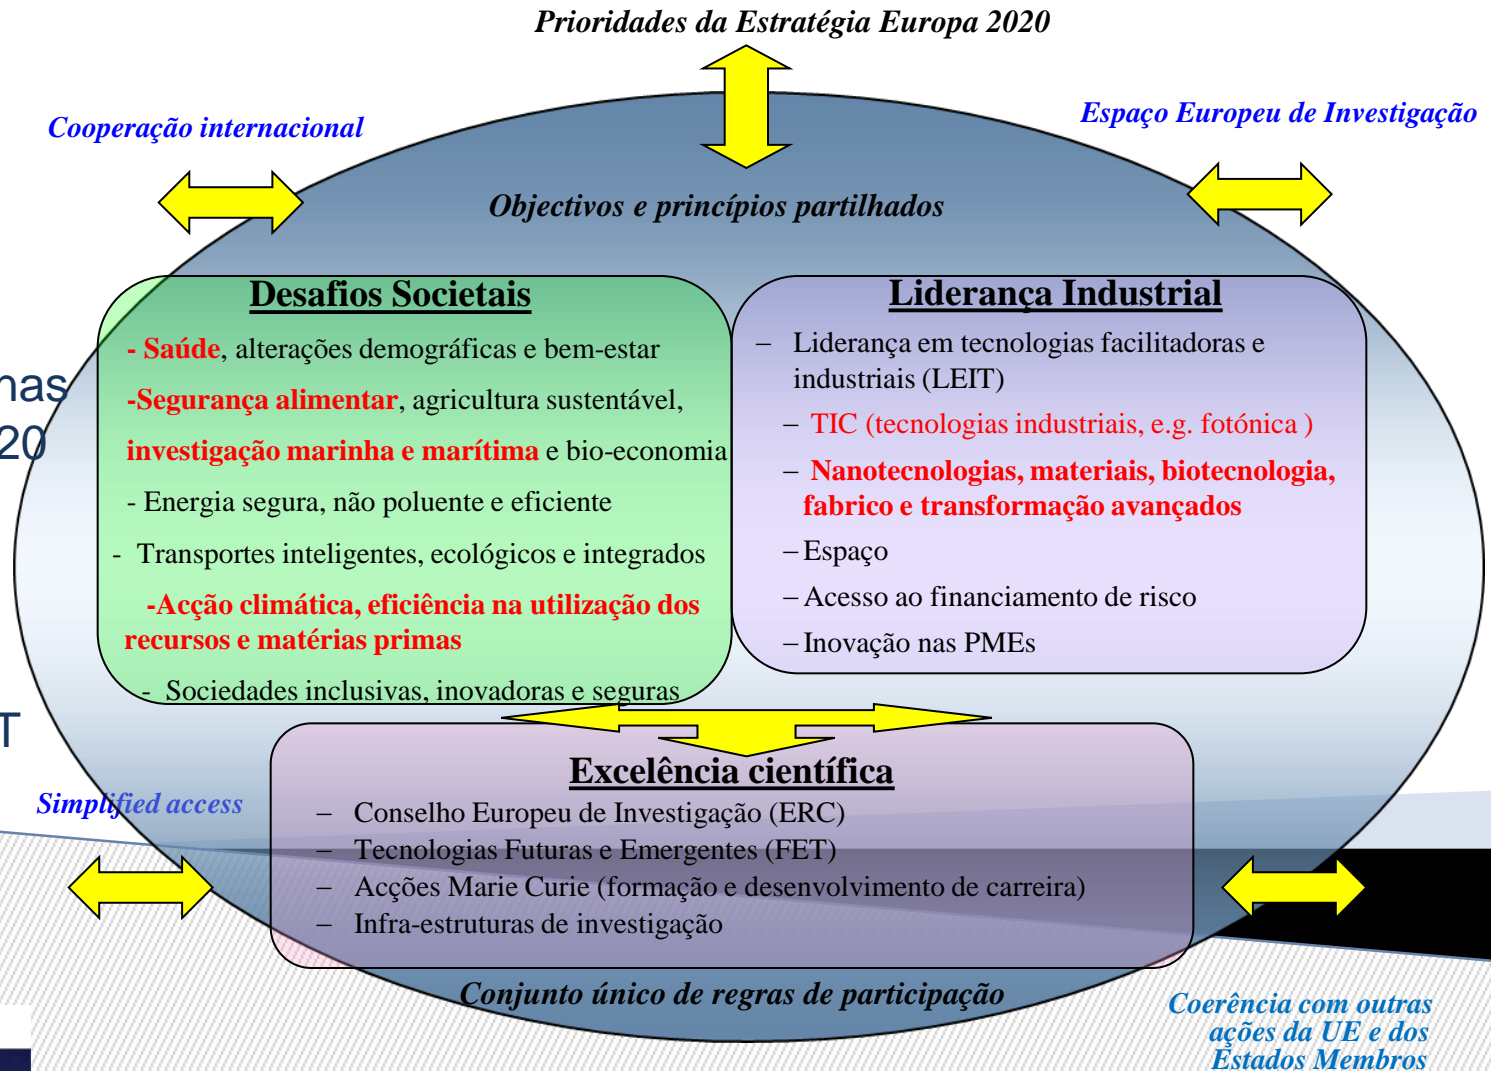 Prioridades da Estratégia Europa 2020
Cooperação internacional
Espaço Europeu de Investigação
Objectivos e princípios partilhados
Desafios Societais
- Saúde, alterações demográficas e bem-estar
-Segurança alimentar, agricultura sustentável,
investigação marinha e marítima e bio-economia
- Energia segura, não poluente e eficiente
- Transportes inteligentes, ecológicos e integrados
-Acção climática, eficiência na utilização dos
recursos e matérias primas
- Sociedades inclusivas, inovadoras e seguras
Liderança Industrial
– Liderança em tecnologias facilitadoras e
industriais (LEIT)
– TIC (tecnologias industriais, e.g. fotónica )
– Nanotecnologias, materiais, biotecnologia,
fabrico e transformação avançados
– Espaço
– Acesso ao financiamento de risco
– Inovação nas PMEs
20
T
Simplified access
Excelência científica
– Conselho Europeu de Investigação (ERC)
– Tecnologias Futuras e Emergentes (FET)
– Acções Marie Curie (formação e desenvolvimento de carreira)
– Infra-estruturas de investigação
Conjunto único de regras de participação
Coerência com outras
ações da UE e dos
Estados Membros